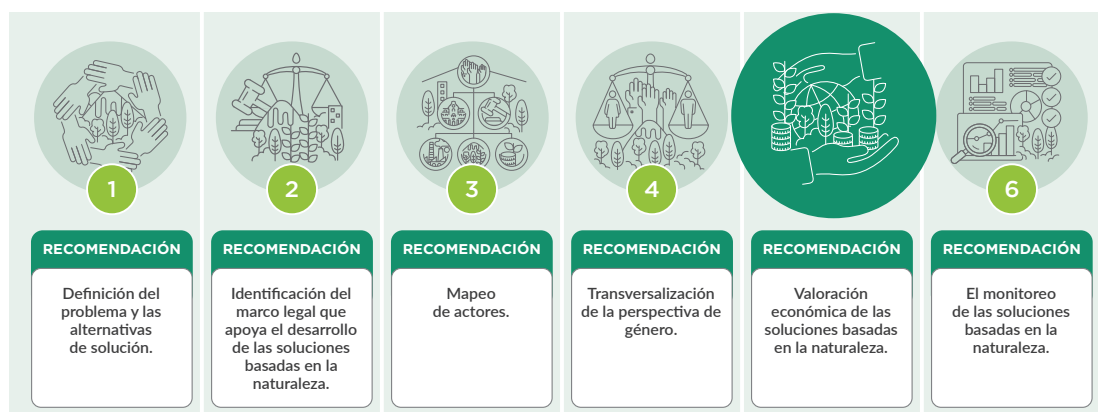 1
RECOMENDACIÓN
Definición del
problema y las
alternativas
de solución.
2
RECOMENDACIÓN
Identificación del
marco legal que
apoya el desarrollo
de las soluciones
basadas en la
naturaleza.
3
RECOMENDACIÓN
Mapeo
de actores.
4
RECOMENDACIÓN
Transversalización
de la perspectiva de
género.
RECOMENDACIÓN
Valoración
económica de las
soluciones basadas
en la naturaleza.
6
RECOMENDACIÓN
El monitoreo
de las soluciones
basadas en la
naturaleza.